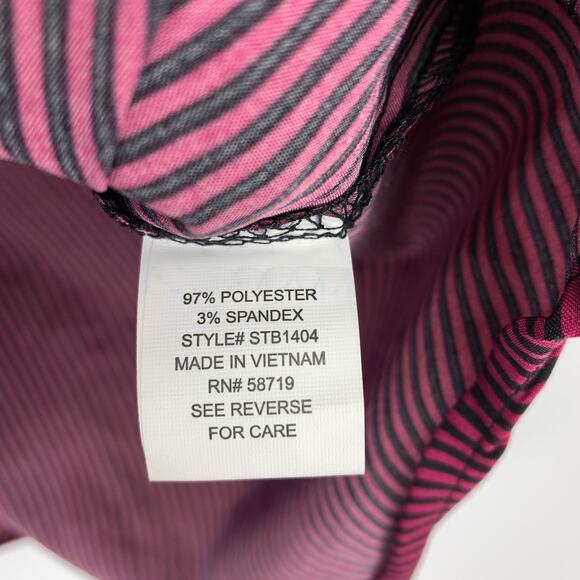 97% POLYESTER
3% SPANDEX
STYLE# STB1404
MADE IN VIETNAM
RN# 58719
SEE REVERSE
FOR CARE